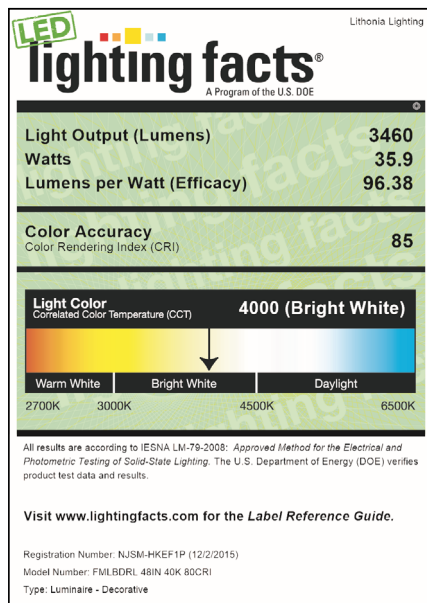 Lithonia Lighting
LED
lighting facts®
A Program of the U.S. DOE
Light Output (Lumens) 3460
Watts 35.9
Lumens per Watt (Efficacy) 96.38
Color Accuracy
Color Rendering Index (CRI) 85
Light Color
Correlated Color Temperature (CCT) 4000 (Bright White)
Warm White Bright White Daylight
2700K 3000K 4500K 6500K
All results are according to IESNA LM-79-2008: Approved Method for the Electrical and
Photometric Testing of Solid-State Lighting. The U.S. Department of Energy (DOE) verifies
product test data and results.
Visit www.lightingfacts.com for the Label Reference Guide.
Registration Number: NJSM-HKEF1P (12/2/2015)
Model Number: FMLBDRL 48IN 40K 80CRI
Type: Luminaire - Decorative